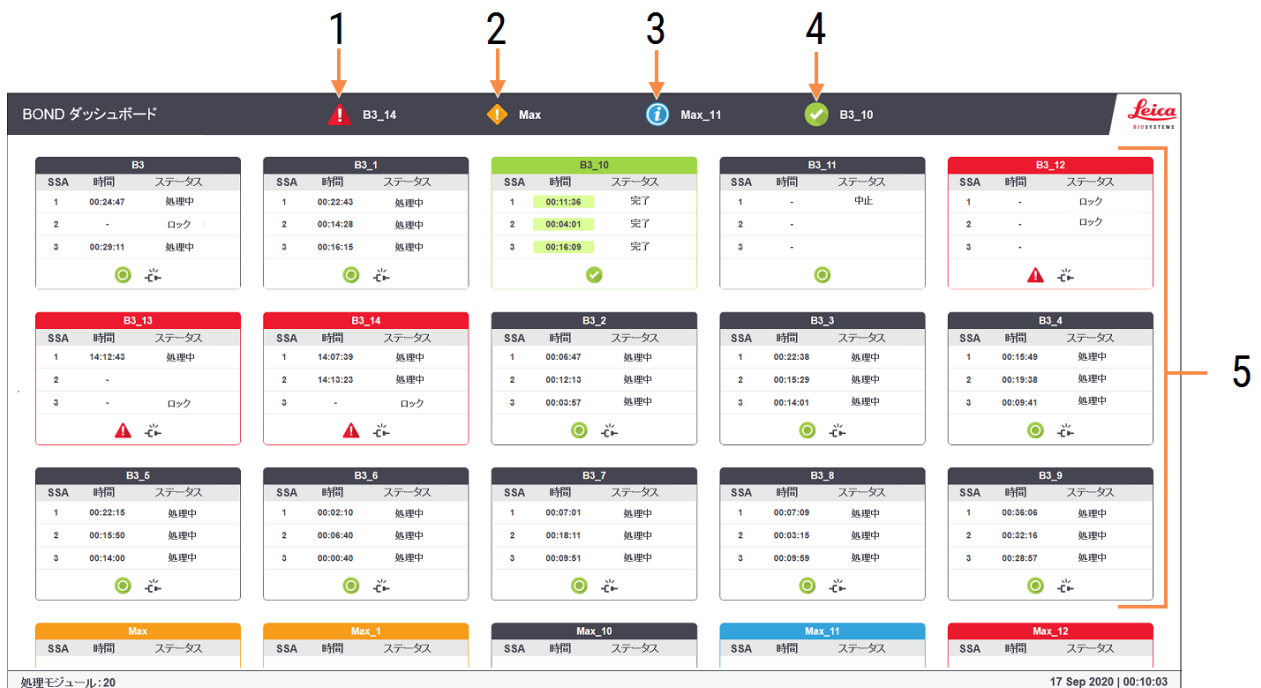 1 2 3 4
BOND ダッシュボード B3_14 Max Max_11 B3_10 Leica BIOSYSTEMS
B3 B3_1 B3_10 B3_11 B3_12
SSA 時間 ステータス SSA 時間 ステータス SSA 時間 ステータス SSA 時間 ステータス SSA 時間 ステータス
1 00:24:47 処理中 1 00:22:43 処理中 1 00:11:36 完了 1 - 中止 1 - ロック
2 - ロック 2 00:14:28 処理中 2 00:04:01 完了 2 - 2 - ロック
3 00:29:11 処理中 3 00:16:15 処理中 3 00:16:09 完了 3 - 3 -
B3_13 B3_14 B3_2 B3_3 B3_4
SSA 時間 ステータス SSA 時間 ステータス SSA 時間 ステータス SSA 時間 ステータス SSA 時間 ステータス
1 14:12:43 処理中 1 14:07:39 処理中 1 00:06:47 処理中 1 00:22:38 処理中 1 00:15:49 処理中
2 - 2 14:13:23 処理中 2 00:12:13 処理中 2 00:15:29 処理中 2 00:19:38 処理中
3 - ロック 3 - ロック 3 00:03:57 処理中 3 00:14:01 処理中 3 00:09:41 処理中
5
B3_5 B3_6 B3_7 B3_8 B3_9
SSA 時間 ステータス SSA 時間 ステータス SSA 時間 ステータス SSA 時間 ステータス SSA 時間 ステータス
1 00:22:15 処理中 1 00:02:10 処理中 1 00:07:01 処理中 1 00:07:09 処理中 1 00:36:06 処理中
2 00:15:50 処理中 2 00:06:40 処理中 2 00:18:11 処理中 2 00:03:15 処理中 2 00:32:16 処理中
3 00:14:00 処理中 3 00:00:40 処理中 3 00:09:51 処理中 3 00:09:59 処理中 3 00:28:57 処理中
Max Max_1 Max_10 Max_11 Max_12
SSA 時間 ステータス SSA 時間 ステータス SSA 時間 ステータス SSA 時間 ステータス SSA 時間 ステータス
処理モジュール: 20 17 Sep 2020 | 00:10:03